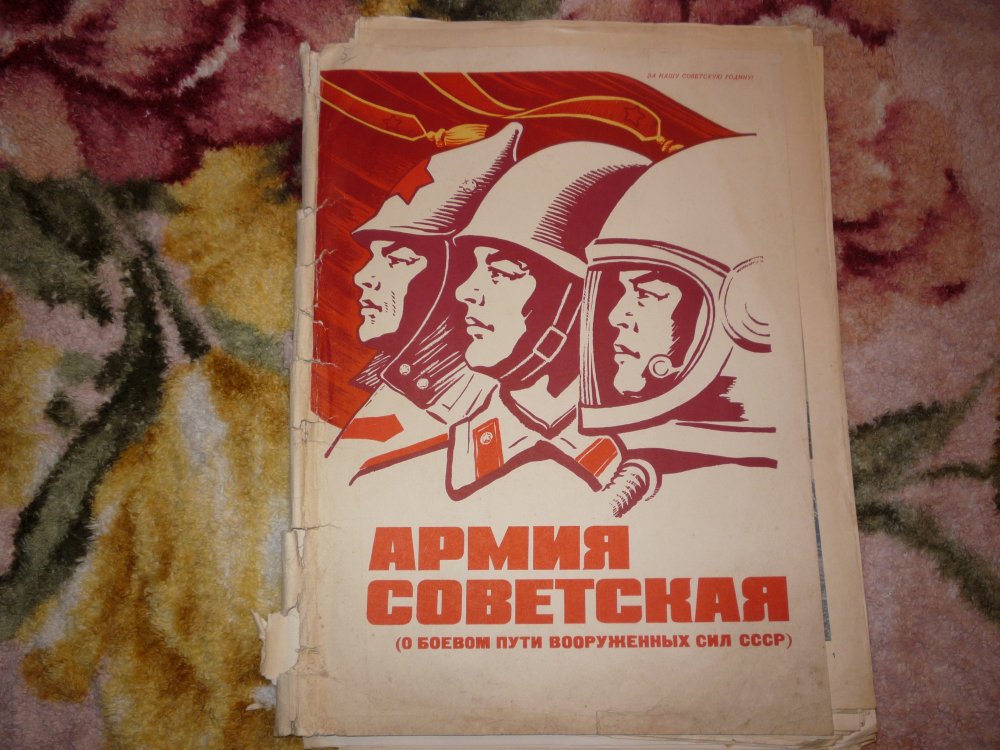 ЗА НАШУ СОВЕТСКУЮ РОДИНУ!
АРМИЯ
СОВЕТСКАЯ
(О БОЕВОМ ПУТИ ВООРУЖЕННЫХ СИЛ СССР)